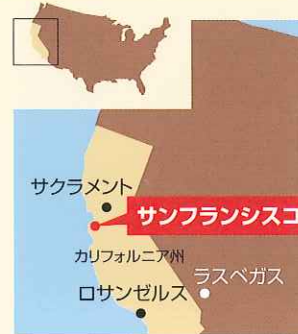 サクラメント
サンフランシスコ
カリフォルニア州
ラスベガス
ロサンゼルス